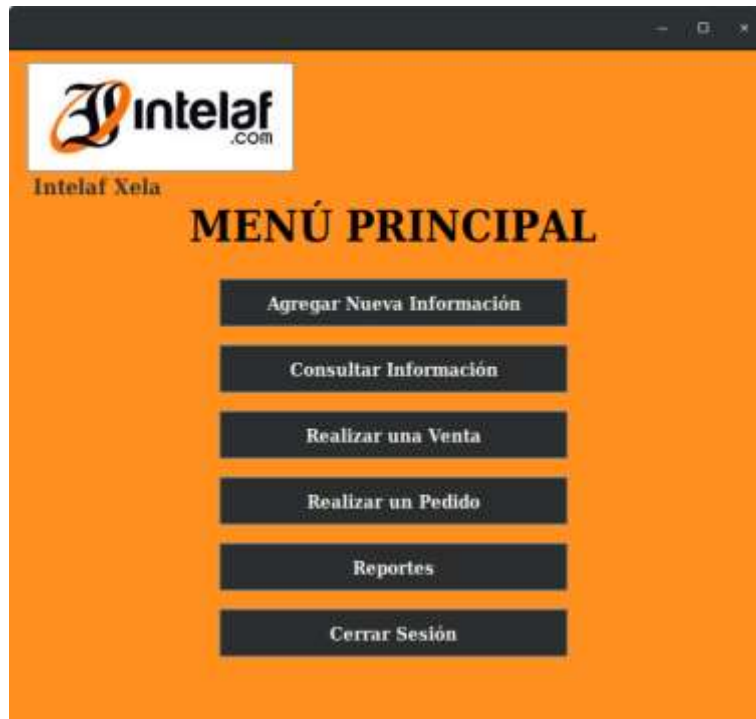 ıntelaf
.com
Intelaf Xela
MENÚ PRINCIPAL
Agregar Nueva Información
Consultar Información
Realizar una Venta
Realizar un Pedido
Reportes
Cerrar Sesión